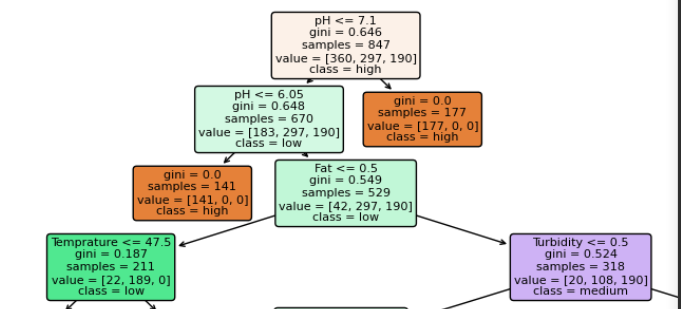 pH <= 7.1
gini = 0.646
samples = 847
value = [360, 297, 190]
class = high
pH <= 6.05
gini = 0.648
samples = 670
value = [183, 297, 190]
class = low
gini = 0.0
samples = 177
value = [177, 0, 0]
class = high
gini = 0.0
samples = 141
value = [141, 0, 0]
class = high
Fat <= 0.5
gini = 0.549
samples = 529
value = [42, 297, 190]
class = low
Temprature <= 47.5
gini = 0.187
samples = 211
value = [22, 189, 0]
class = low
Turbidity <= 0.5
gini = 0.524
samples = 318
value = [20, 108, 190]
class = medium